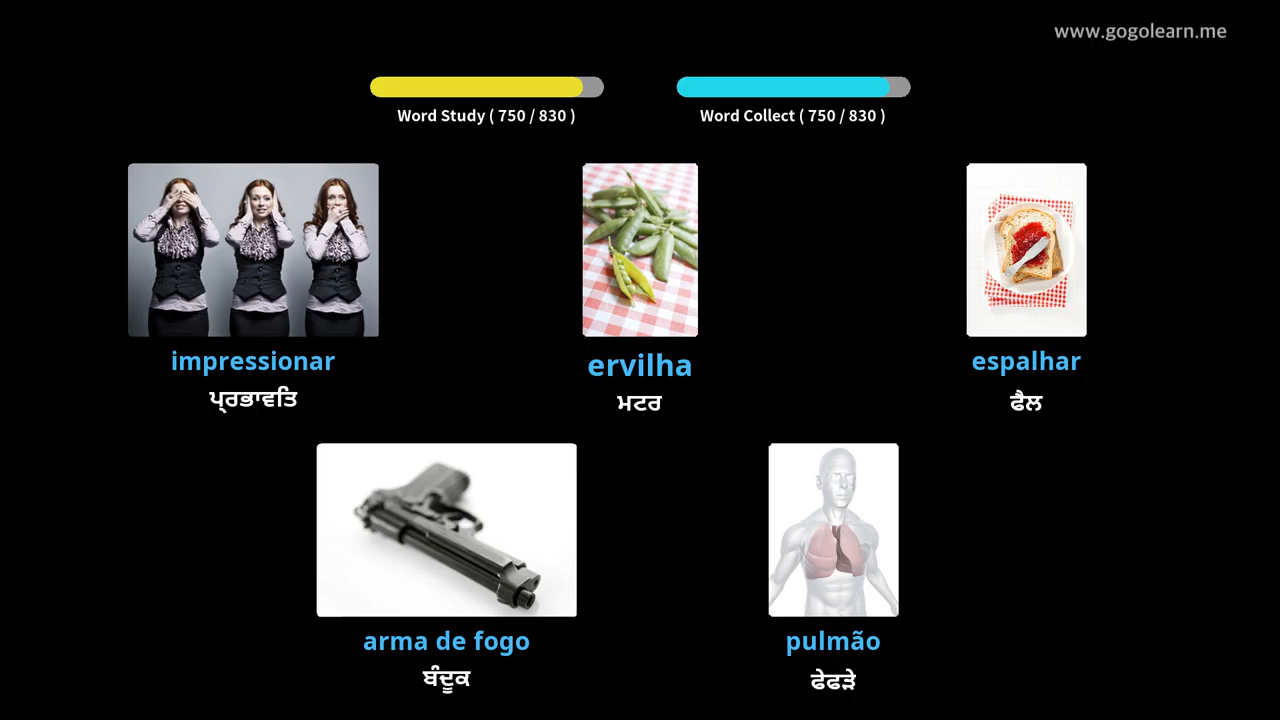 www.gogolearn.me
Word Study ( 750 / 830 )
Word Collect ( 750 / 830 )
impressionar
ਪ੍ਰਭਾਵਤਿ
ervilha
ਮਟਰ
espalhar
ਫੈਲ
arma de fogo
ਬੰਦੂਕ
pulmão
ਫੇਫੜੇ